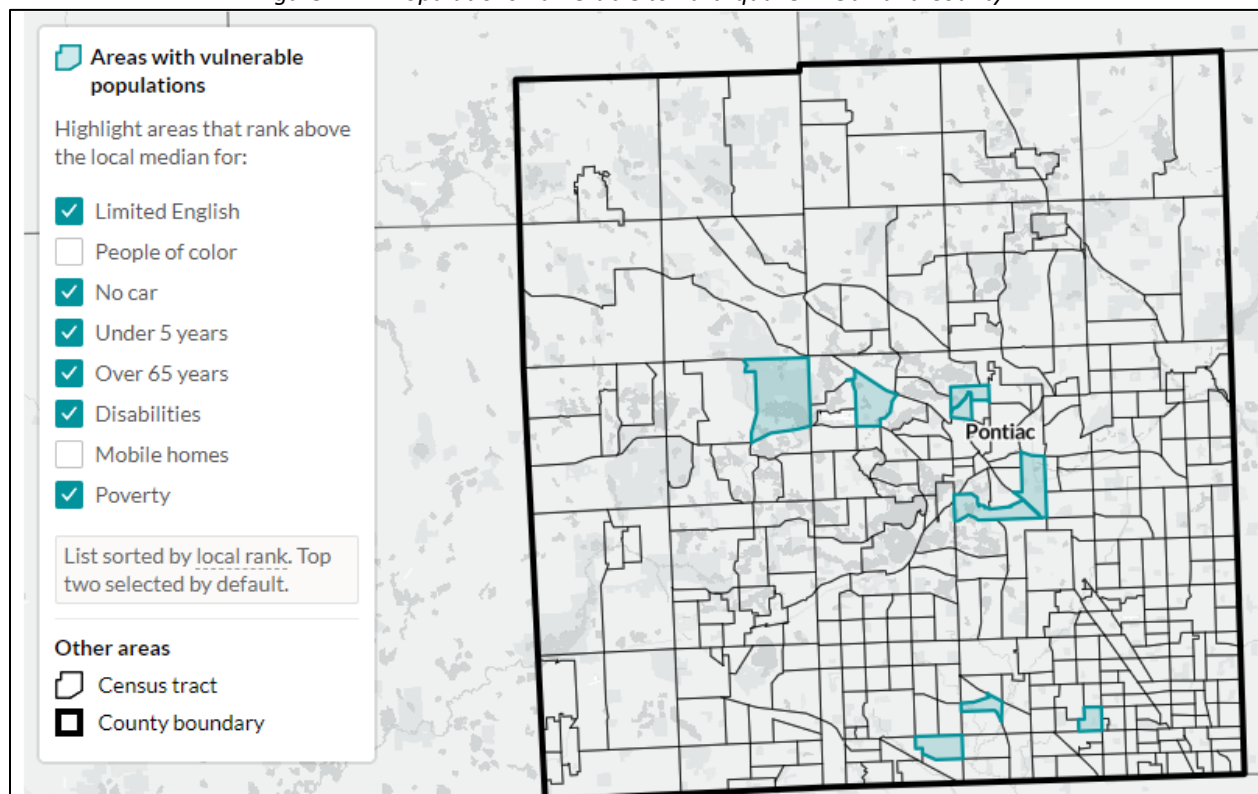 Areas with vulnerable
populations
Highlight areas that rank above
the local median for:
Limited English
People of color
No car
Under 5 years
Over 65 years
Disabilities
Mobile homes
Poverty
List sorted by local rank. Top
two selected by default.
Other areas
Census tract
County boundary
Pontiac